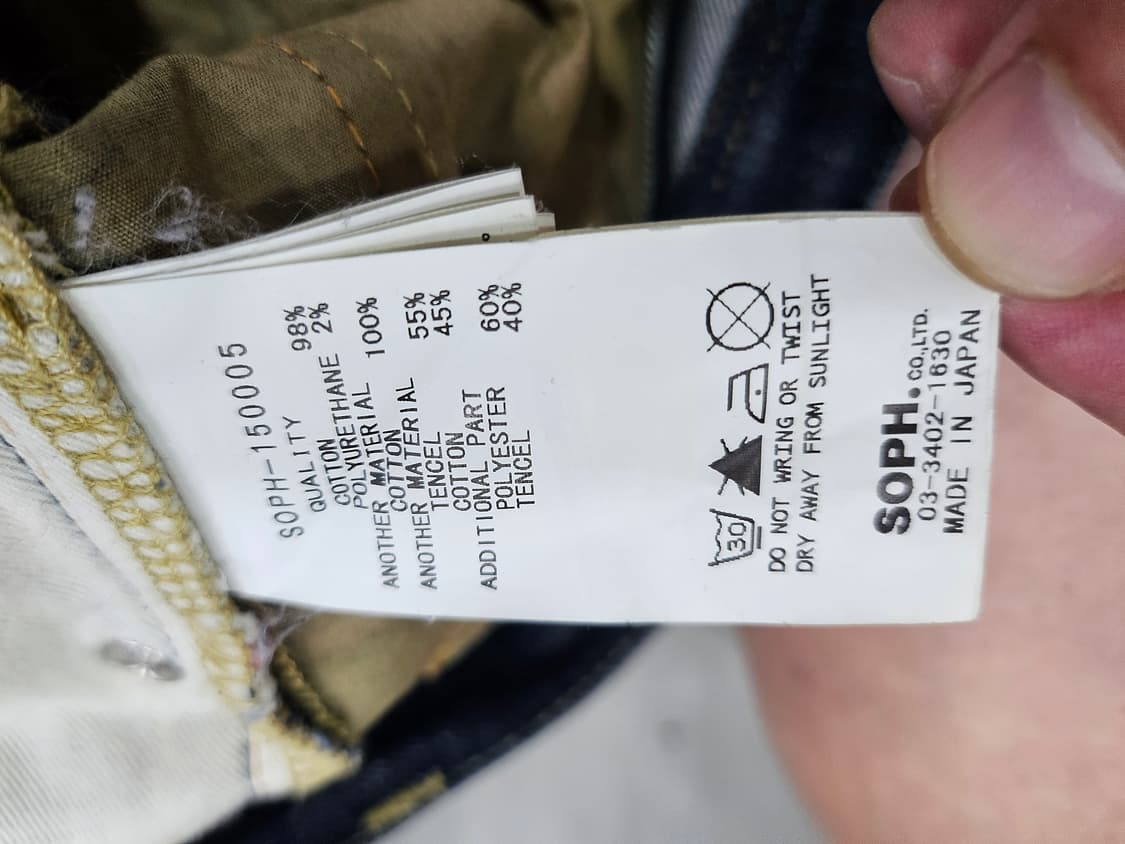 SOPH-150005
QUALITY
COTTON 98%
POLYURETHANE 2%
ANOTHER MATERIAL
COTTON 100%
ANOTHER MATERIAL
TENCEL 55%
COTTON 45%
ADDITIONAL PART
POLYESTER 60%
TENCEL 40%
30
DO NOT WRING OR TWIST
DRY AWAY FROM SUNLIGHT
SOPH.CO.,LTD.
03-3402-1630
MADE IN JAPAN